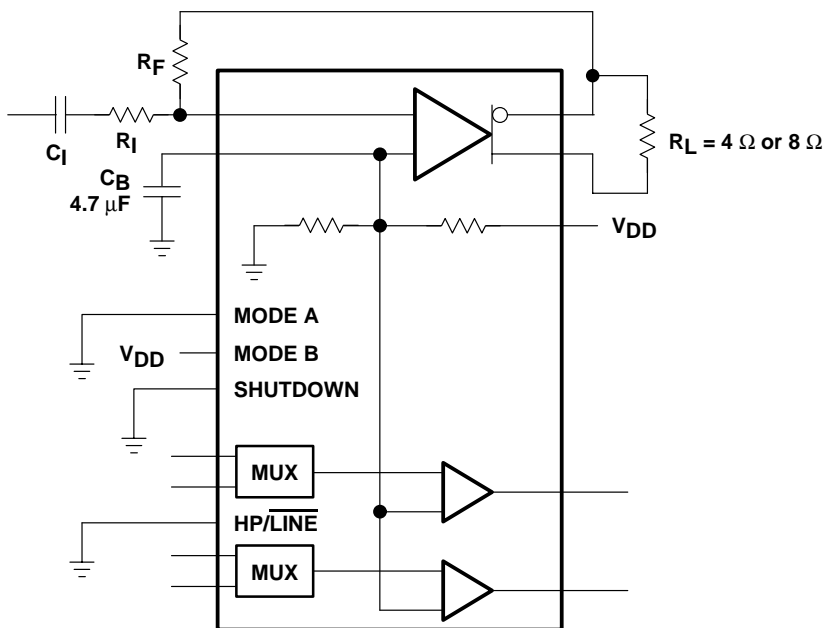 RF
CI
RI
RL = 4 Ω or 8 Ω
CB
4.7 μF
VDD
MODE A
VDD
MODE B
SHUTDOWN
MUX
HP/LINE
MUX